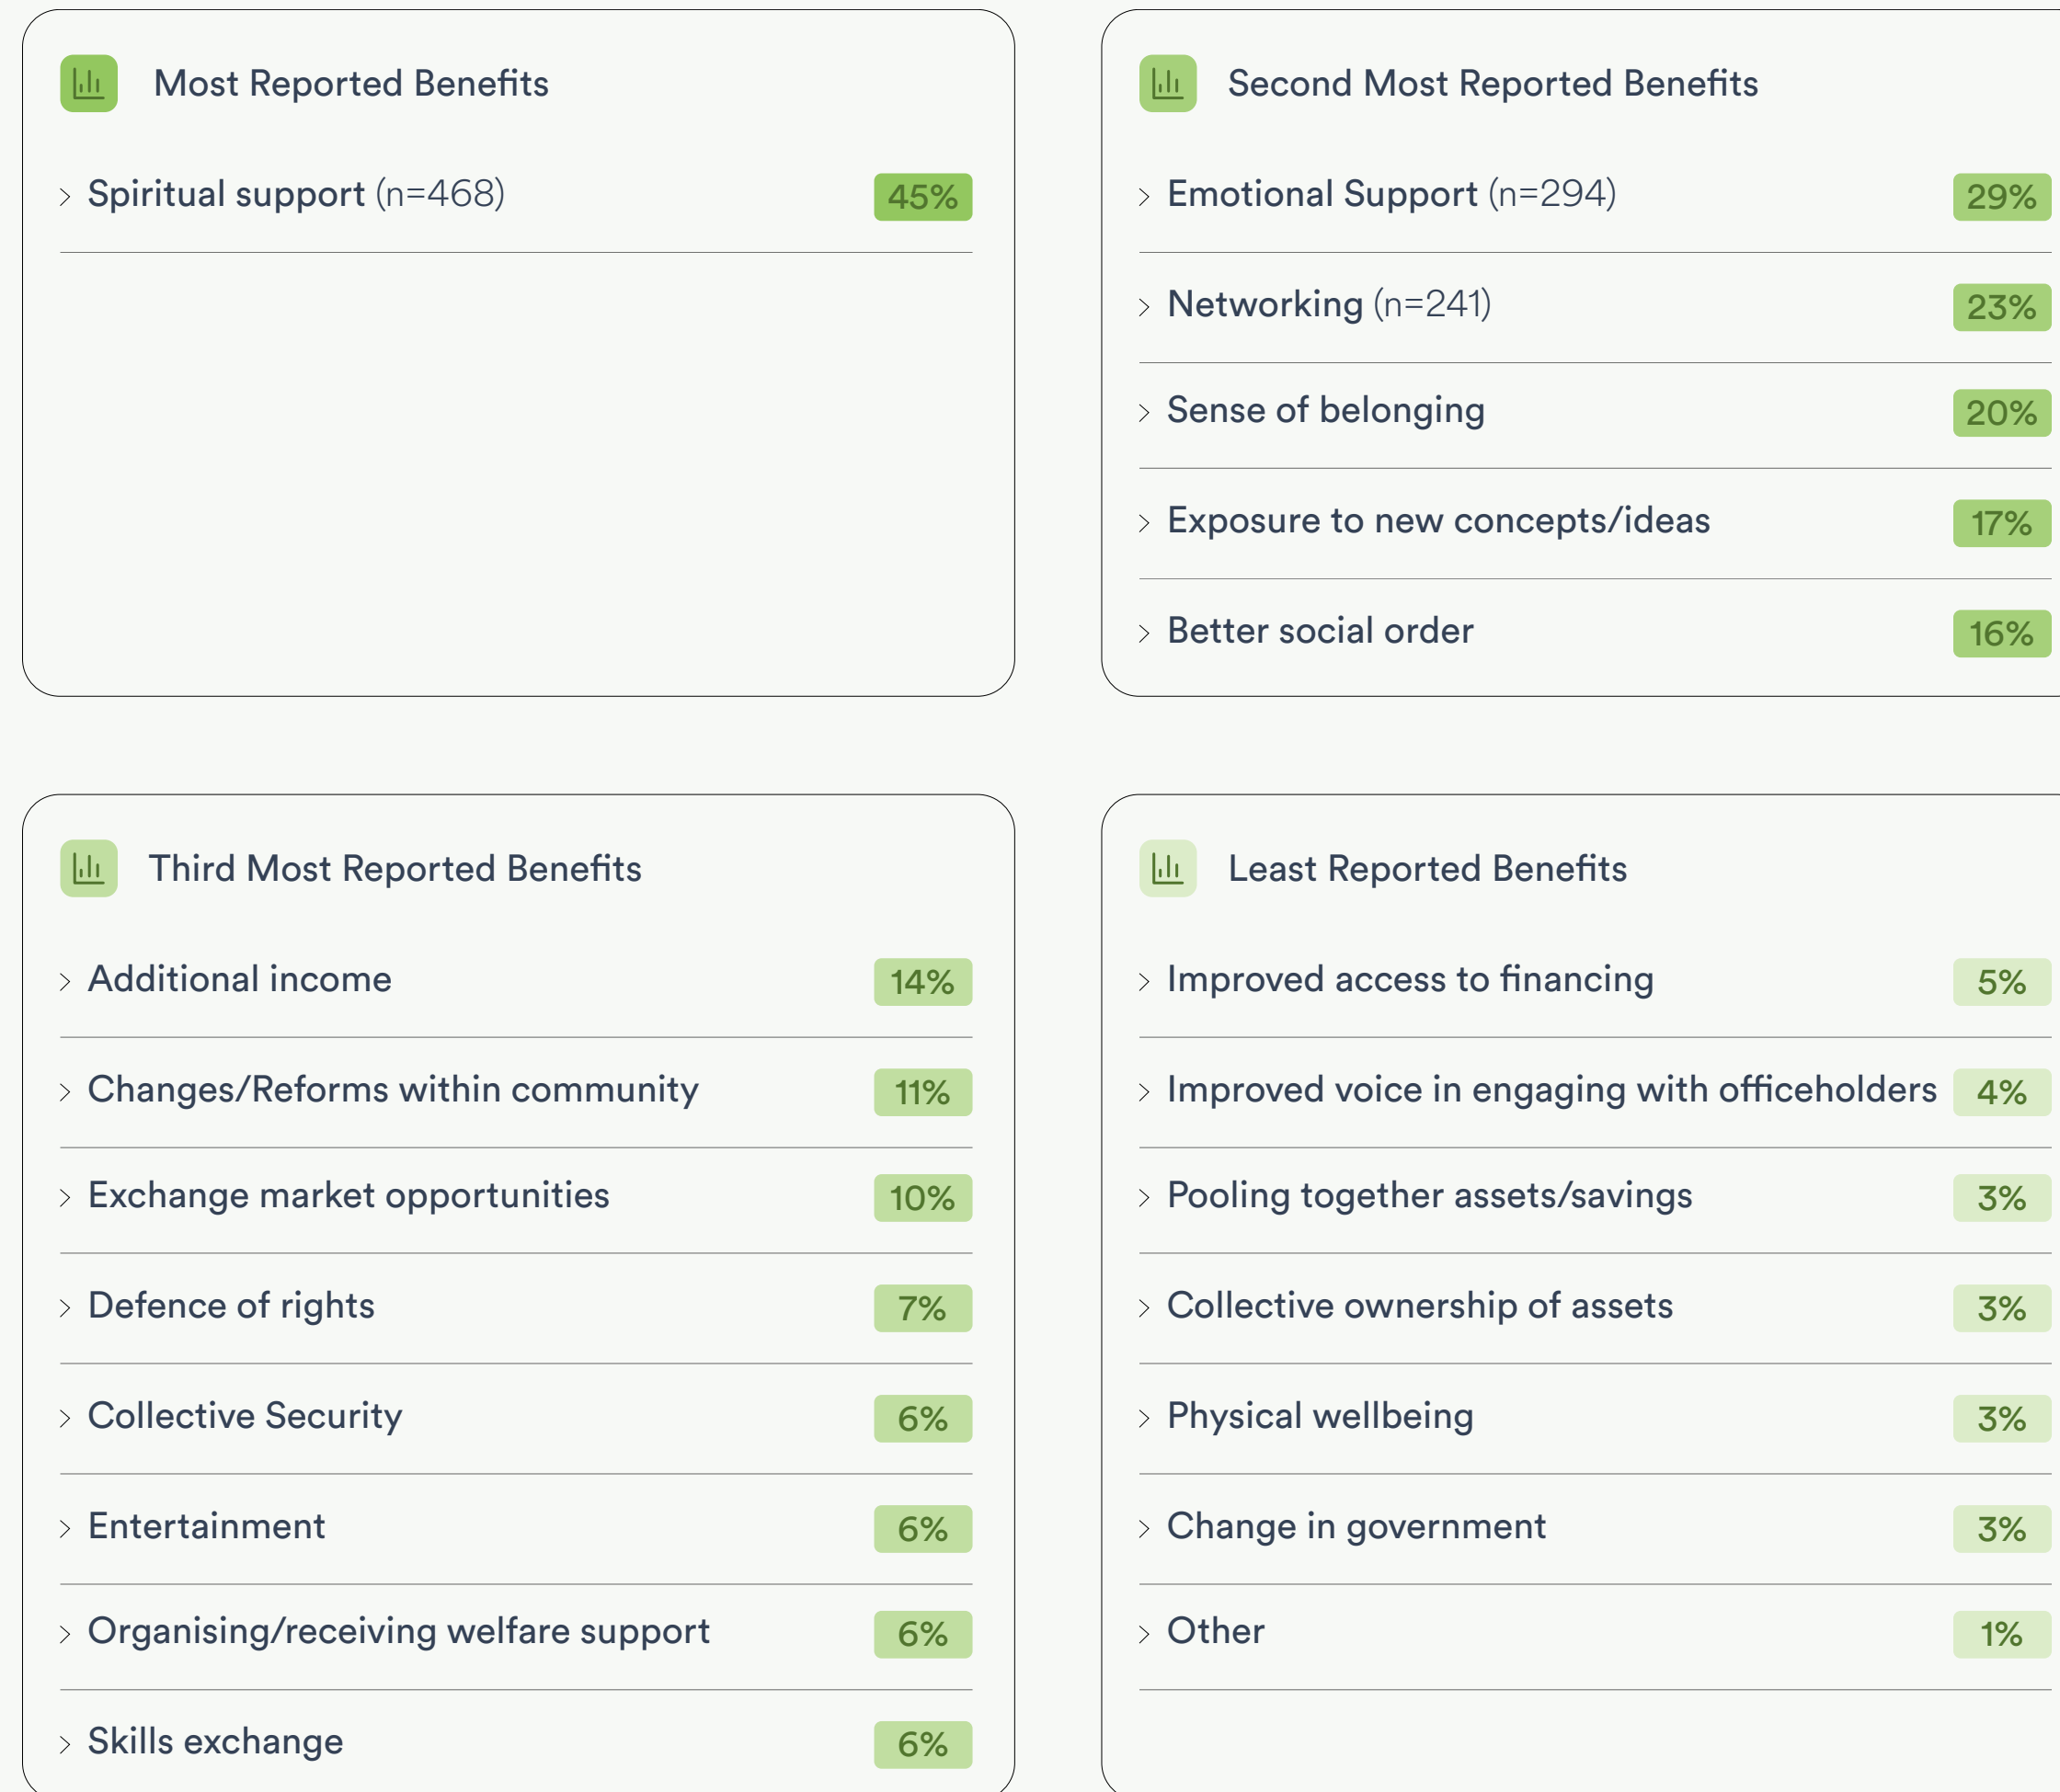 Most Reported Benefits
Spiritual support (n=468) 45%
Second Most Reported Benefits
Emotional Support (n=294) 29%
Networking (n=241) 23%
Sense of belonging 20%
Exposure to new concepts/ideas 17%
Better social order 16%
Third Most Reported Benefits
Additional income 14%
Changes/Reforms within community 11%
Exchange market opportunities 10%
Defence of rights 7%
Collective Security 6%
Entertainment 6%
Organising/receiving welfare support 6%
Skills exchange 6%
Least Reported Benefits
Improved access to financing 5%
Improved voice in engaging with officeholders 4%
Pooling together assets/savings 3%
Collective ownership of assets 3%
Physical wellbeing 3%
Change in government 3%
Other 1%